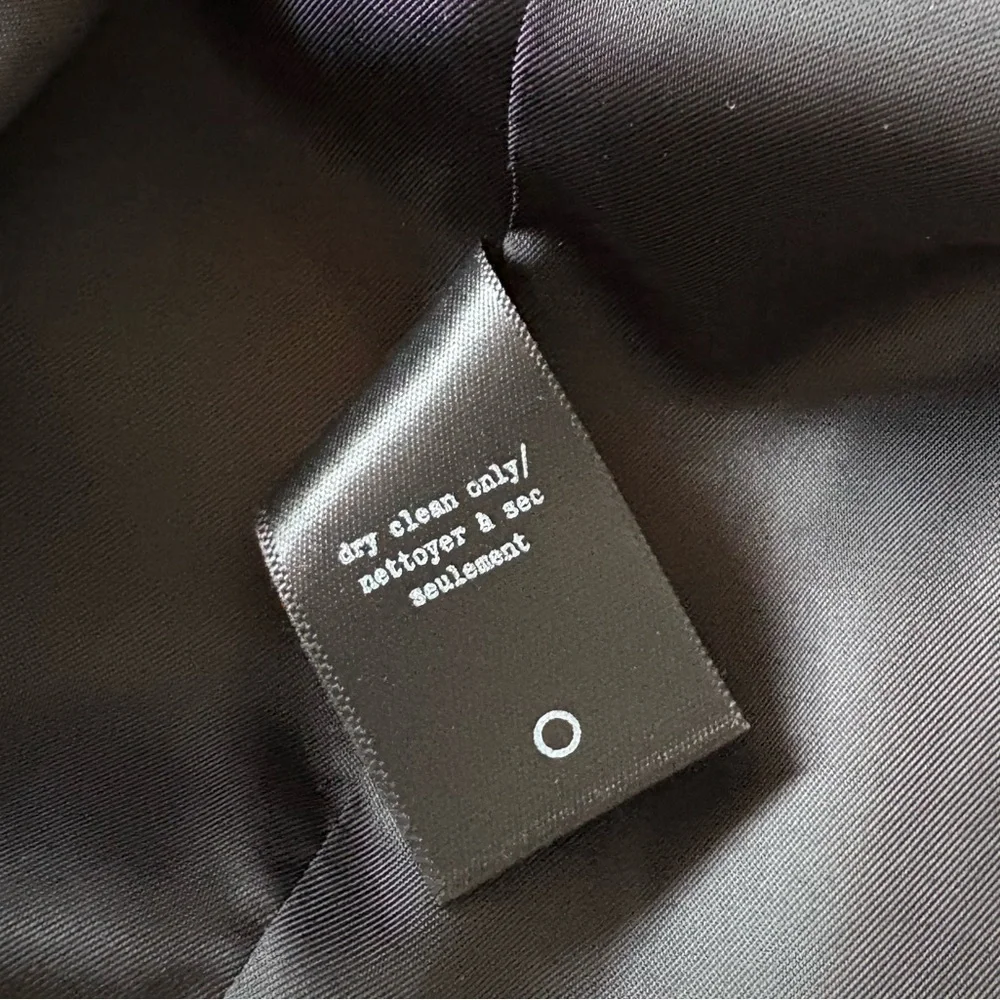 dry clean only/
nettoyer à sec
seulement